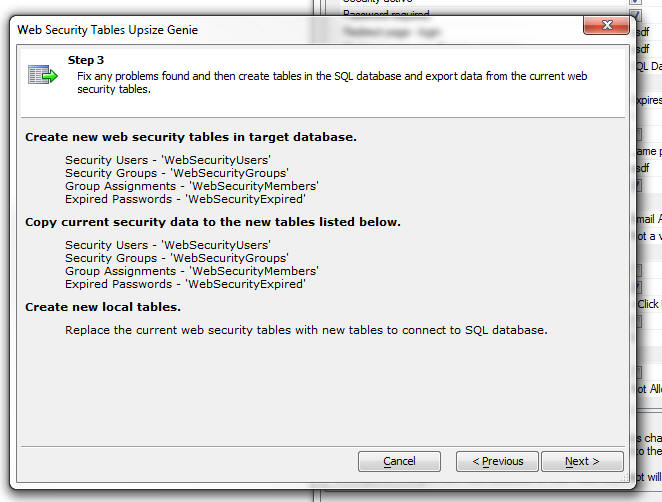 Security active
Web Security Tables Upsize Genie
Password required
sdf
Step 3
Fix any problems found and then create tables in the SQL database and export data from the current web
security tables.
sdf
QL Da
xpires
Create new web security tables in target database.
Security Users - 'WebSecurityUsers'
Security Groups - 'WebSecurityGroups'
Group Assignments - 'WebSecurityMembers'
Expired Passwords - 'WebSecurityExpired'
ame p
sdf
Copy current security data to the new tables listed below.
mail A
ot a v
Security Users - 'WebSecurityUsers'
Security Groups - 'WebSecurityGroups'
Group Assignments - 'WebSecurityMembers'
Expired Passwords - 'WebSecurityExpired'
Create new local tables.
Click
Replace the current web security tables with new tables to connect to SQL database.
ot Allo
s cha
to the
Cancel
< Previous
Next >
ot will